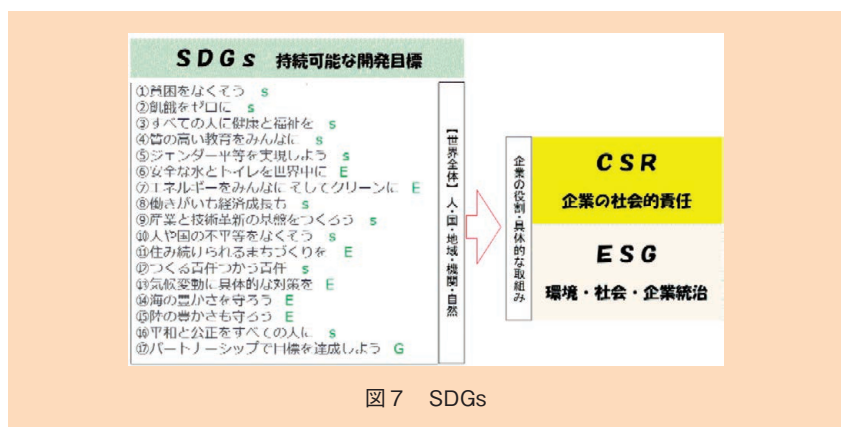 SDGs 持続可能な開発目標
①貧困をなくそう s
②飢餓をゼロに s
③すべての人に健康と福祉を s
④質の高い教育をみんなに s
⑤ジェンダー平等を実現しよう s
⑥安全な水とトイレを世界中に E
⑦エネルギーをみんなに そしてクリーンに E
⑧働きがいも経済成長も s
⑨産業と技術革新の基盤をつくろう s
⑩人や国の不平等をなくそう s
⑪住み続けられるまちづくりを E
⑫つくる責任つかう責任 s
⑬気候変動に具体的な対策を E
⑭海の豊かさを守ろう E
⑮陸の豊かさも守ろう E
⑯平和と公正をすべての人に s
⑰パートナーシップで目標を達成しよう G
【世界全体】人・国・地域・機関・自然
企業の役割・具体的な取組み
CSR
企業の社会的責任
ESG
環境・社会・企業統治
図7 SDGs